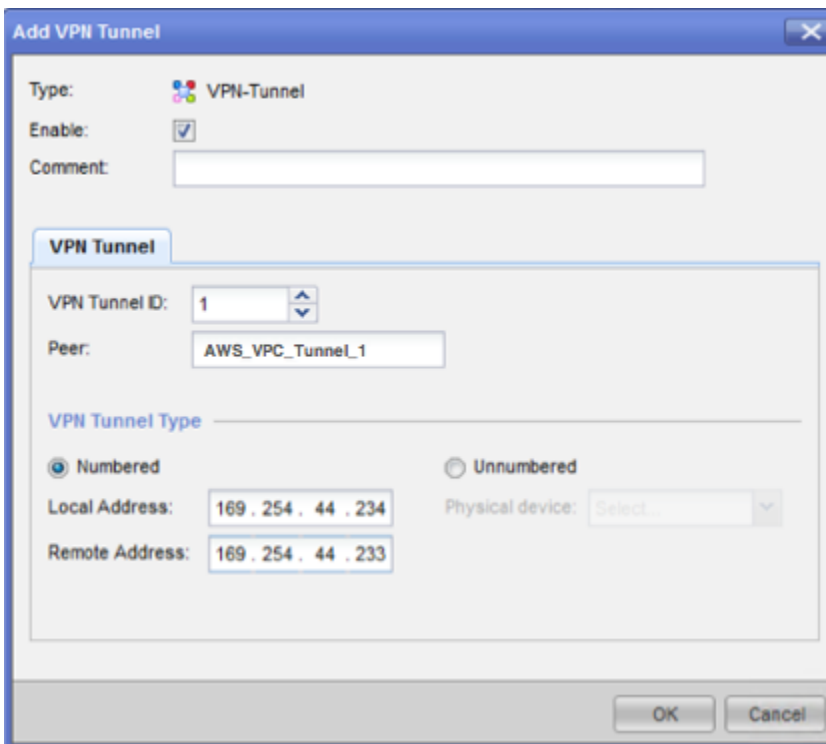 Add VPN Tunnel
Type: VPN-Tunnel
Enable:
Comment:
VPN Tunnel
VPN Tunnel ID: 1
Peer: AWS_VPC_Tunnel_1
VPN Tunnel Type
Numbered Unnumbered
Local Address: 169 . 254 . 44 . 234 Physical device: Select...
Remote Address: 169 . 254 . 44 . 233
OK Cancel